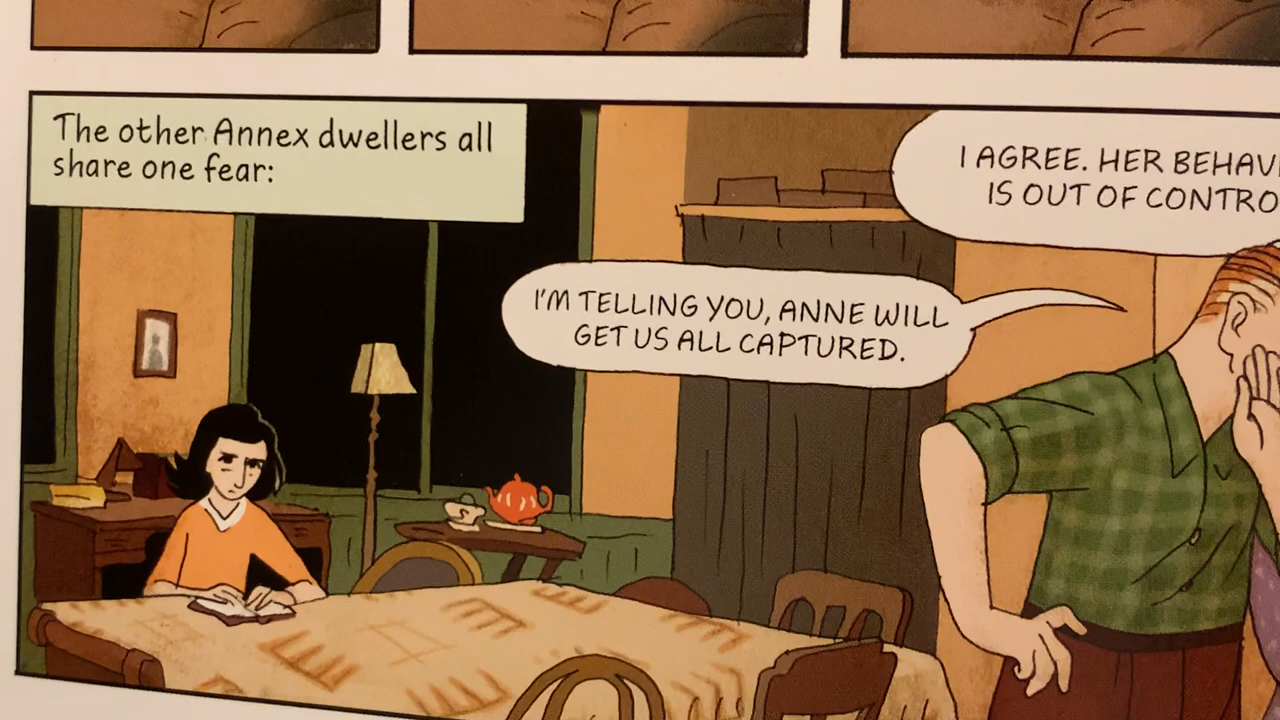 The other Annex dwellers all
share one fear:
I AGREE. HER
IS OUT OF
I'M TELLING YOU, ANNE WILL
GET US ALL CAPTURED.